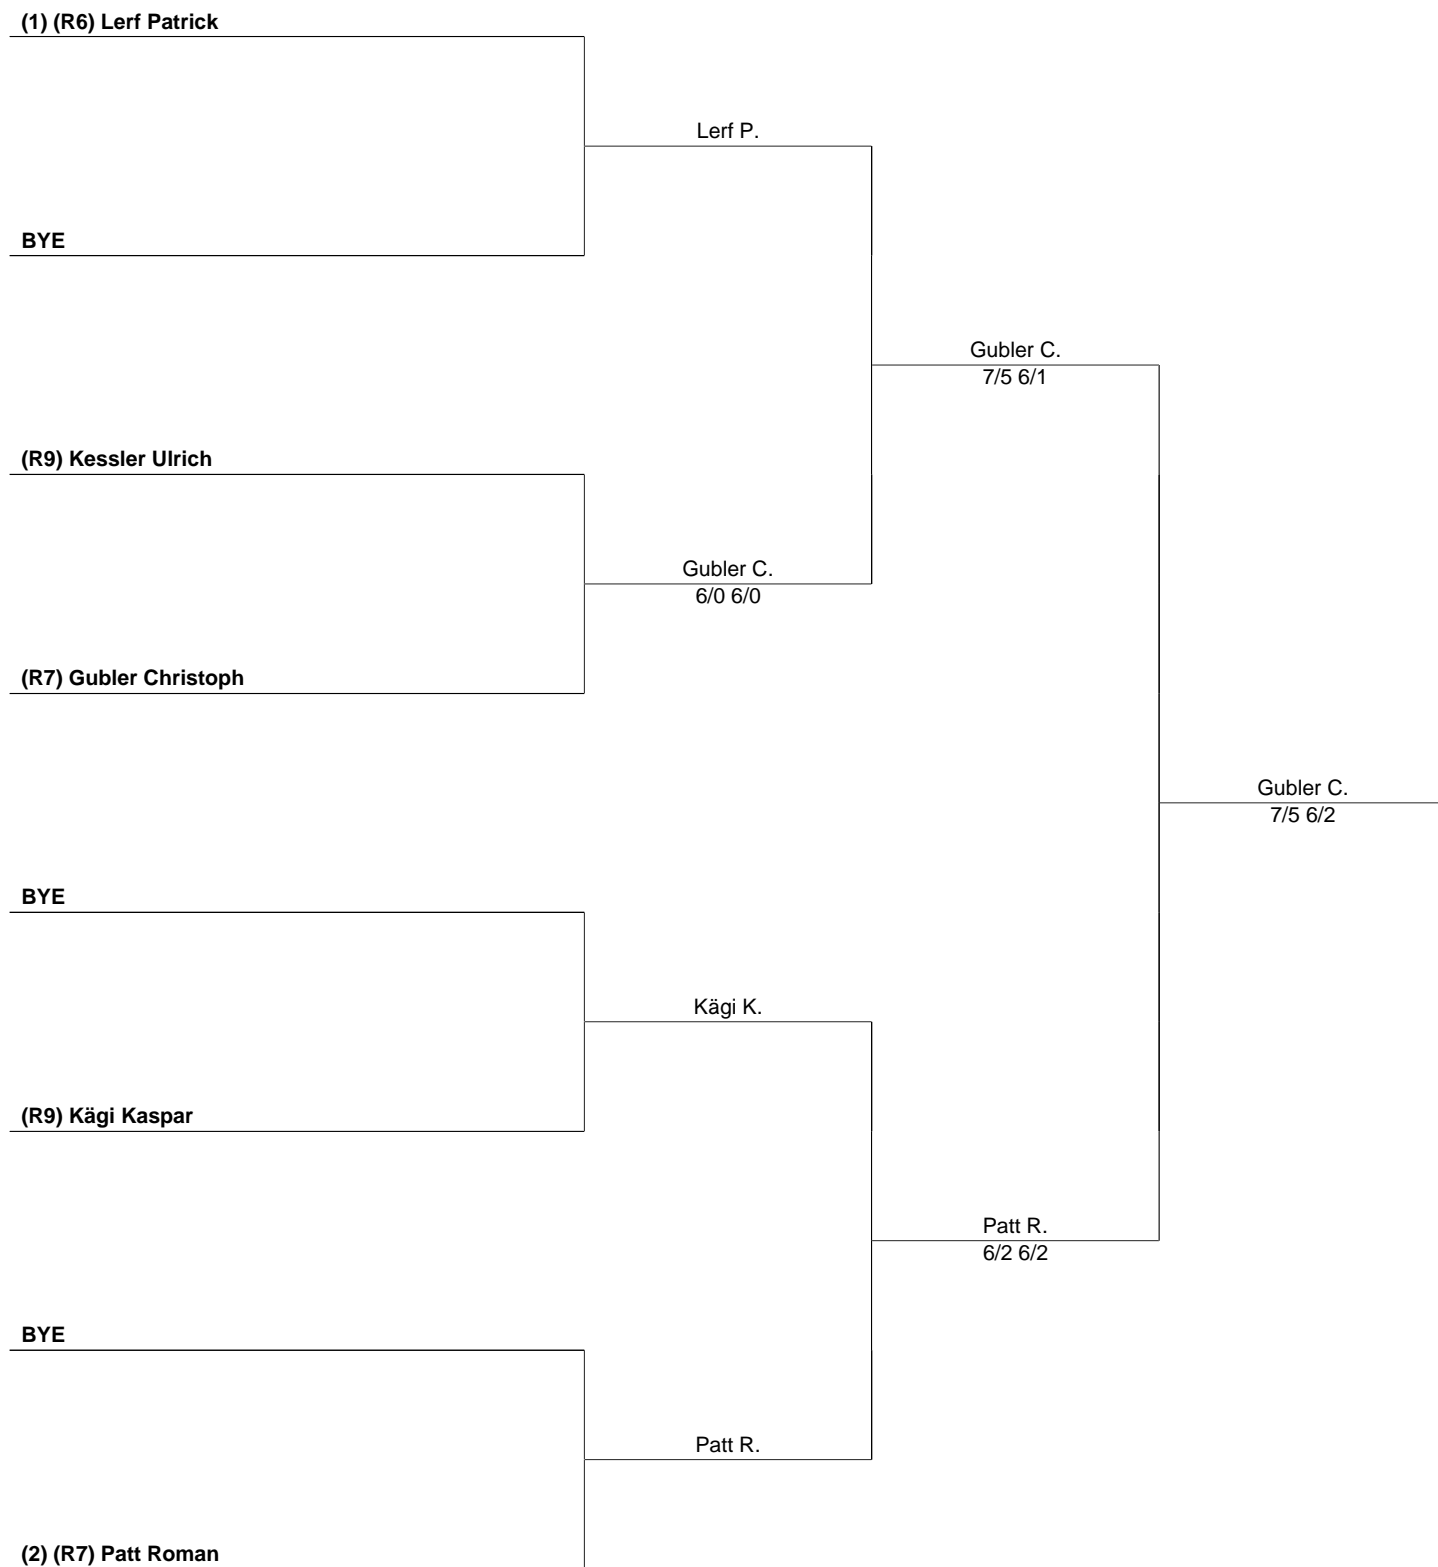 (1) (R6) Lerf Patrick
Lerf P.
BYE
Gubler C.
7/5 6/1
(R9) Kessler Ulrich
Gubler C.
6/0 6/0
(R7) Gubler Christoph
Gubler C.
7/5 6/2
BYE
Kägi K.
(R9) Kägi Kaspar
Patt R.
6/2 6/2
BYE
Patt R.
(2) (R7) Patt Roman